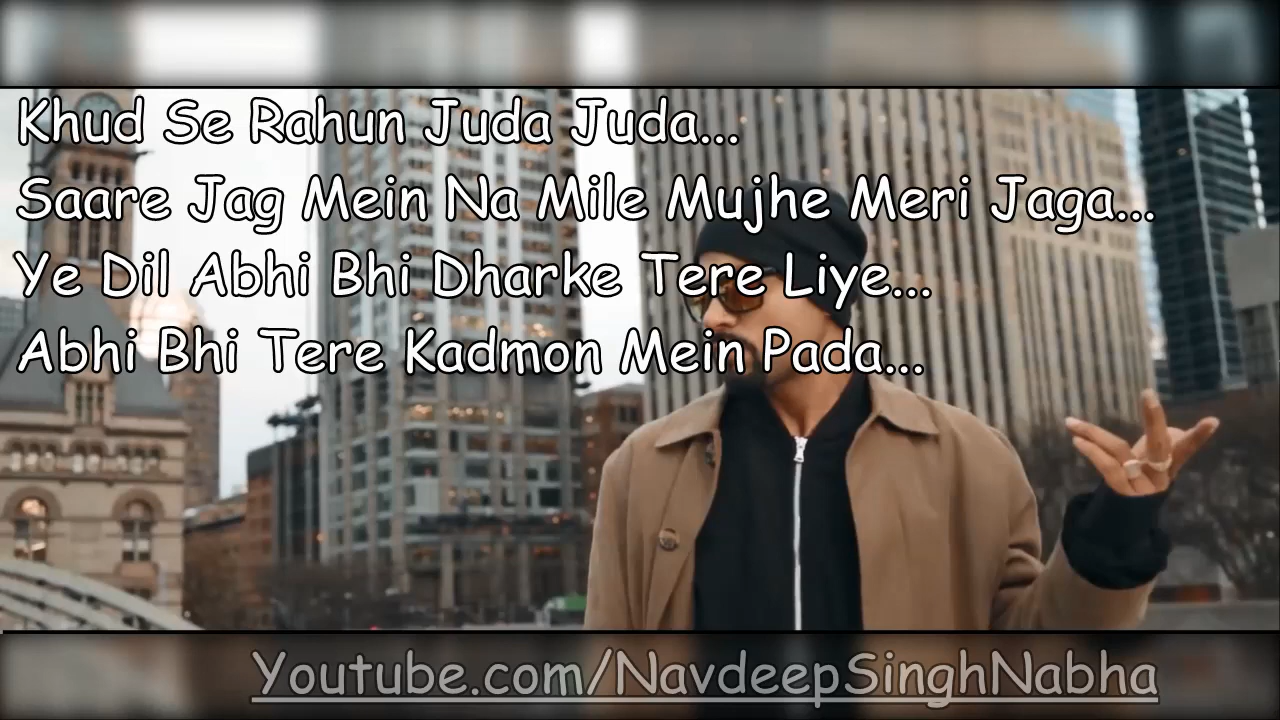 Khud Se Rahun Juda Juda...
Saare Jag Mein Na Mile Mujhe Meri Jaga...
Ye Dil Abhi Bhi Dharke Tere Liye...
Abhi Bhi Tere Kadmon Mein Pada...
Youtube.com/NavdeepSinghNabha